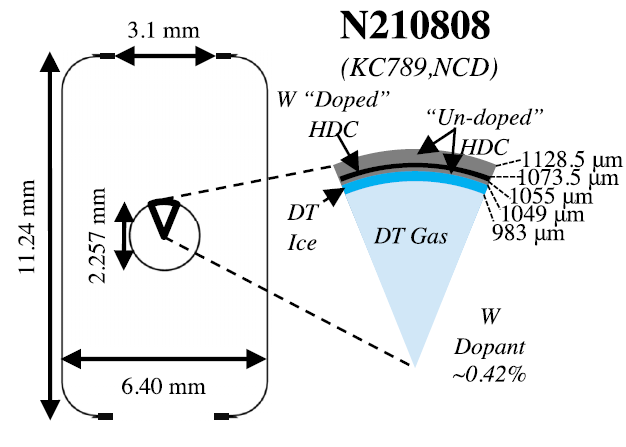 N210808
(KC789,NCD)
3.1 mm
11.24 mm
2.257 mm
6.40 mm
W “Doped”
HDC
“Un-doped”
HDC
1128.5 μm
1073.5 μm
1055 μm
1049 μm
983 μm
DT
Ice
DT Gas
W
Dopant
~0.42%